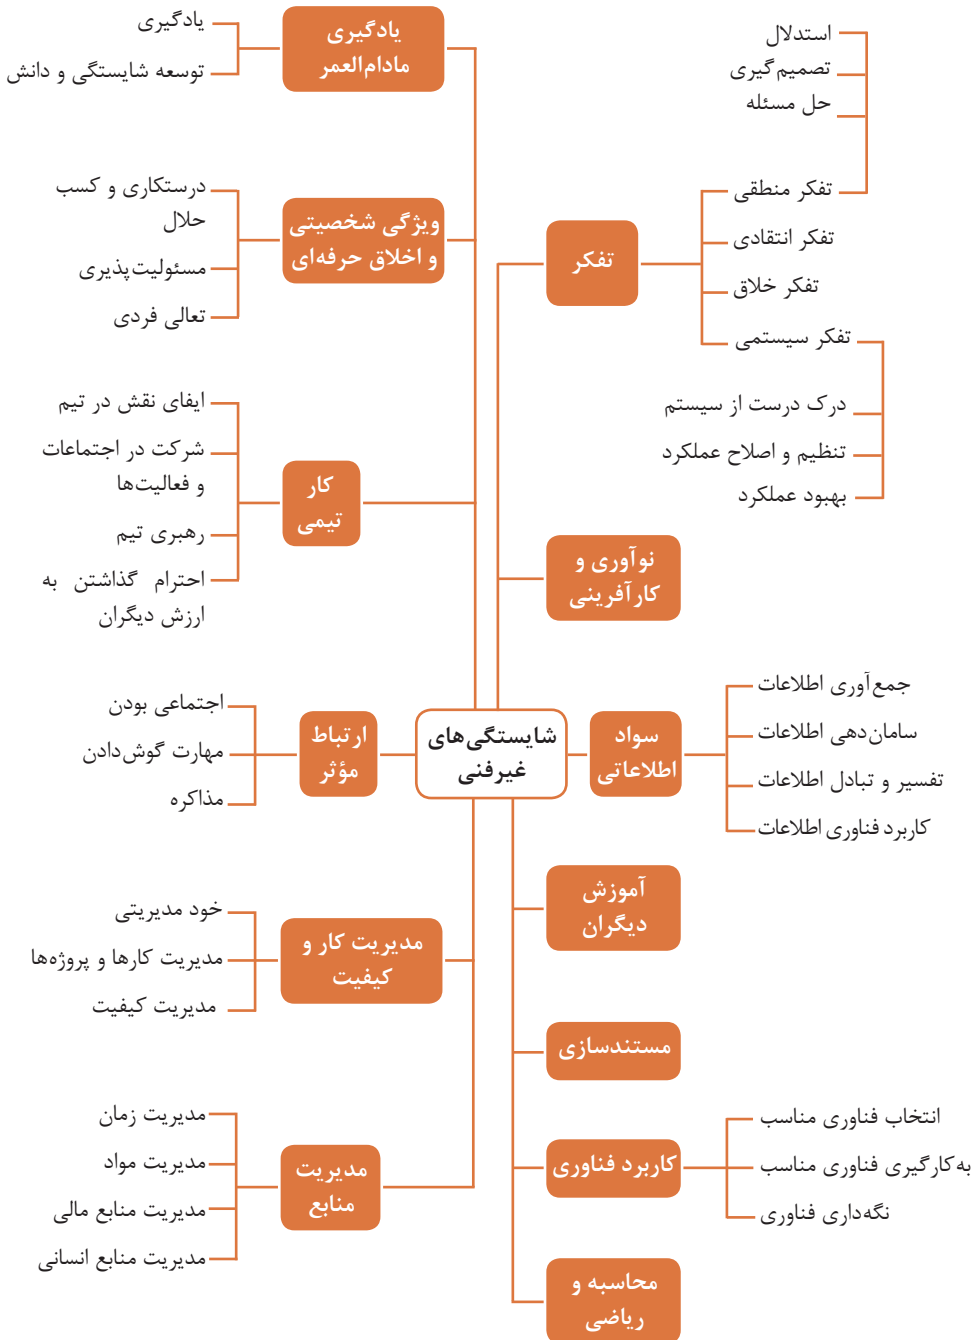 شایستگی‌های
غیرفنی
تفکر
استدلال
تصمیم‌گیری
حل مسئله
تفکر منطقی
تفکر انتقادی
تفکر خلاق
تفکر سیستمی
درک درست از سیستم
تنظیم و اصلاح عملکرد
بهبود عملکرد
نوآوری و
کارآفرینی
سواد
اطلاعاتی
جمع‌آوری اطلاعات
سامان‌دهی اطلاعات
تفسیر و تبادل اطلاعات
کاربرد فناوری اطلاعات
آموزش
دیگران
مستندسازی
کاربرد فناوری
انتخاب فناوری مناسب
به‌کارگیری فناوری مناسب
نگه‌داری فناوری
محاسبه و
ریاضی
یادگیری
مادام‌العمر
یادگیری
توسعه شایستگی و دانش
ویژگی شخصیتی
و اخلاق حرفه‌ای
درستکاری و کسب
حلال
مسئولیت‌پذیری
تعالی فردی
کار
تیمی
ایفای نقش در تیم
شرکت در اجتماعات
و فعالیت‌ها
رهبری تیم
احترام گذاشتن به
ارزش دیگران
ارتباط
مؤثر
اجتماعی بودن
مهارت گوش‌دادن
مذاکره
مدیریت کار و
کیفیت
خود مدیریتی
مدیریت کارها و پروژه‌ها
مدیریت کیفیت
مدیریت
منابع
مدیریت زمان
مدیریت مواد
مدیریت منابع مالی
مدیریت منابع انسانی